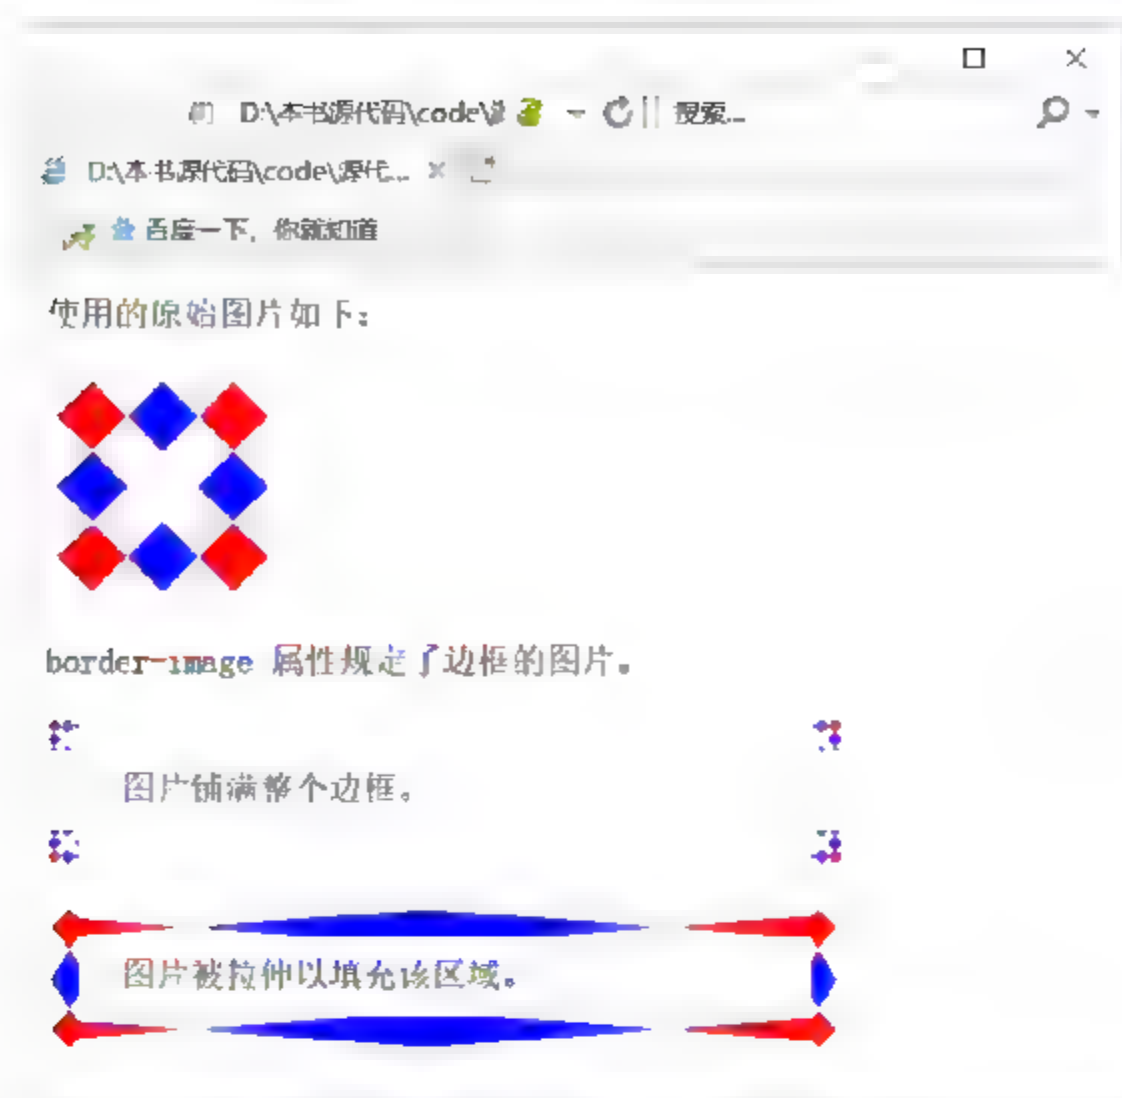 D:\本书源代码\code\ 搜索...
D:\本书源代码\code\源代...
百度一下，你就知道
使用的原始图片如下：
border-image 属性规定了边框的图片。
图片铺满整个边框。
图片被拉伸以填充该区域。